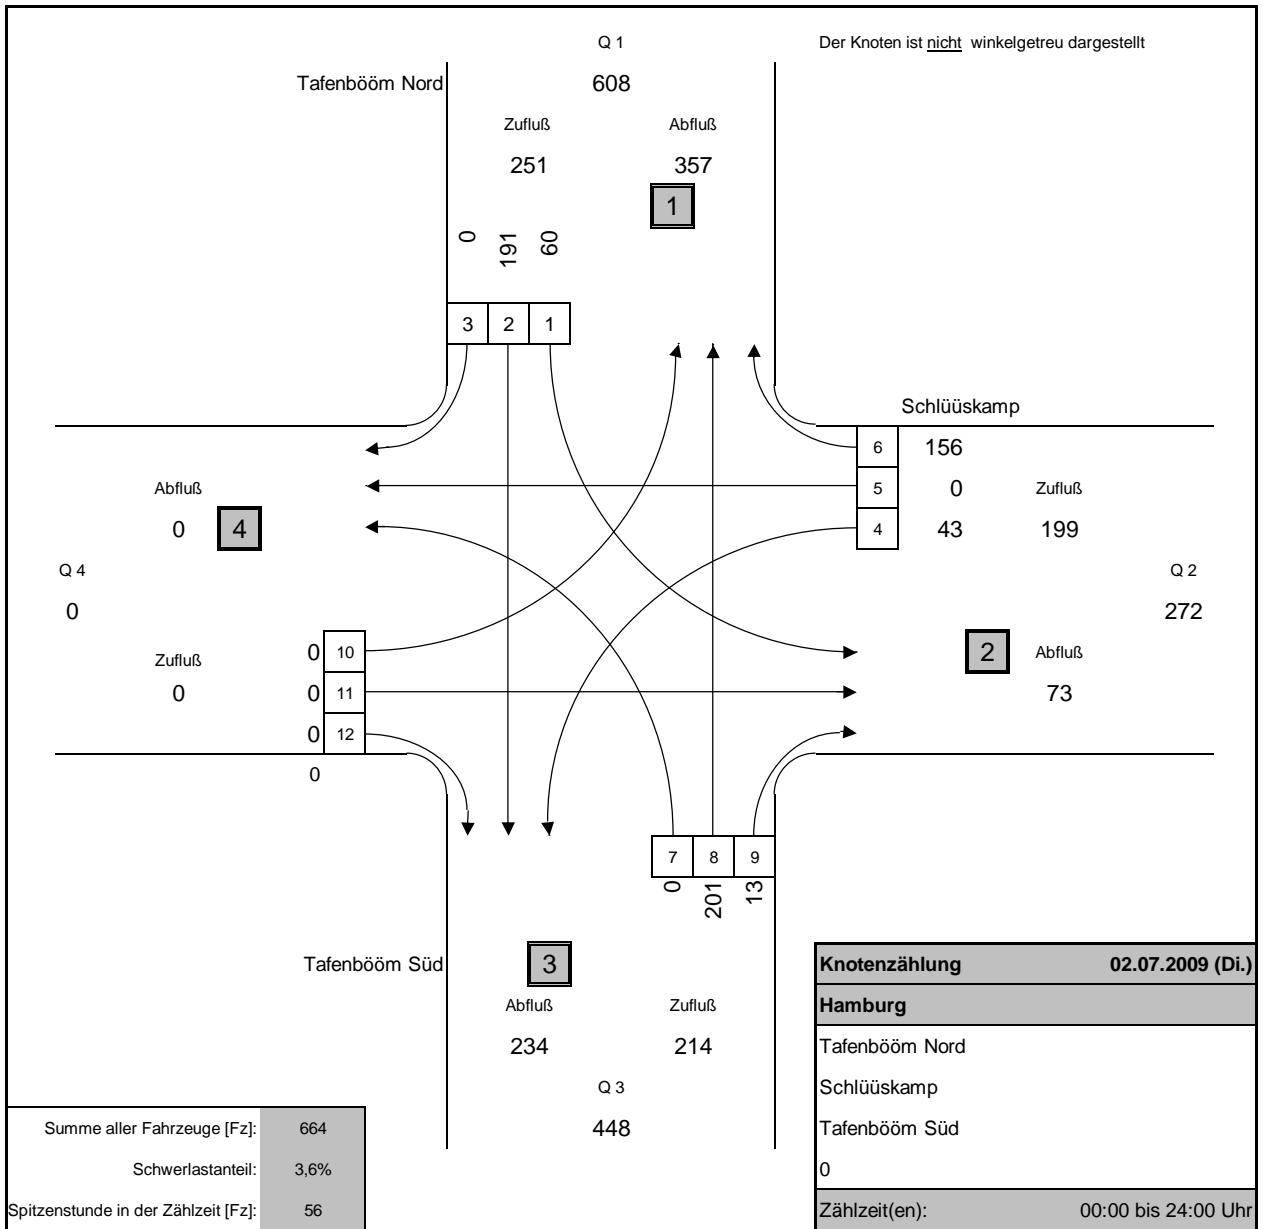 Q 1
Der Knoten ist nicht winkelgetreu dargestellt
Tafenbööm Nord
608
Zufluß
Abfluß
251
357
1
0
191
60
3
2
1
Schlüüskamp
6
156
5
0
Zufluß
4
43
199
Abfluß
0
4
Q 4
0
Q 2
272
Zufluß
0
0
10
0
11
0
12
0
2
Abfluß
73
7
8
9
0
201
13
Tafenbööm Süd
3
Abfluß
Zufluß
234
214
Q 3
448
Knotenzählung 02.07.2009 (Di.)
Hamburg
Tafenbööm Nord
Schlüüskamp
Tafenbööm Süd
0
Zählzeit(en): 00:00 bis 24:00 Uhr
Summe aller Fahrzeuge [Fz]: 664
Schwerlastanteil: 3,6%
Spitzenstunde in der Zählzeit [Fz]: 56